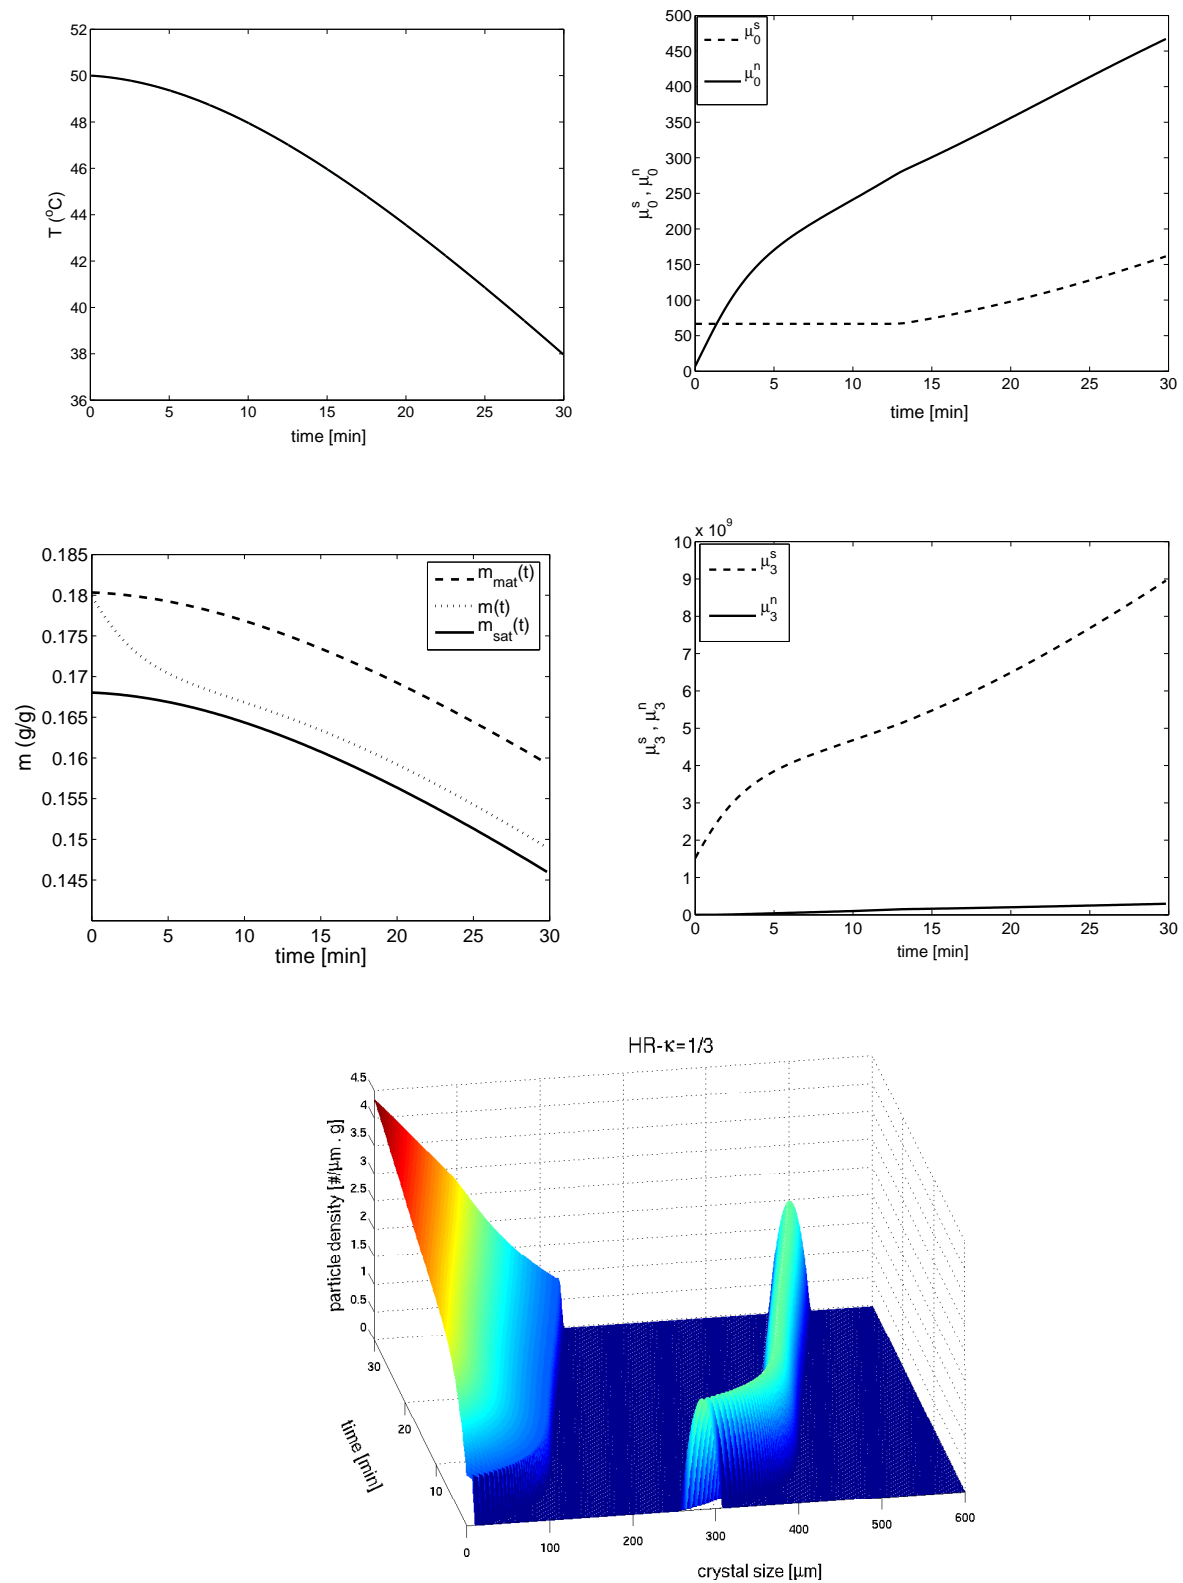 52
50
48
46
44
42
40
38
36
T (°C)
0 5 10 15 20 25 30
time [min]
500
450
400
350
300
250
200
150
100
50
0
μ₀ˢ , μ₀ⁿ
μ₀ˢ
μ₀ⁿ
0 5 10 15 20 25 30
time [min]
0.185
0.18
0.175
0.17
0.165
0.16
0.155
0.15
0.145
m (g/g)
m_mat(t)
m(t)
m_sat(t)
0 5 10 15 20 25 30
time [min]
x 10⁹
10
9
8
7
6
5
4
3
2
1
0
μ₃ˢ , μ₃ⁿ
μ₃ˢ
μ₃ⁿ
0 5 10 15 20 25 30
time [min]
HR-κ=1/3
4.5
4
3.5
3
2.5
2
1.5
1
0.5
0
particle density [#/μm . g]
30
20
10
time [min]
0 100 200 300 400 500 600
crystal size [μm]